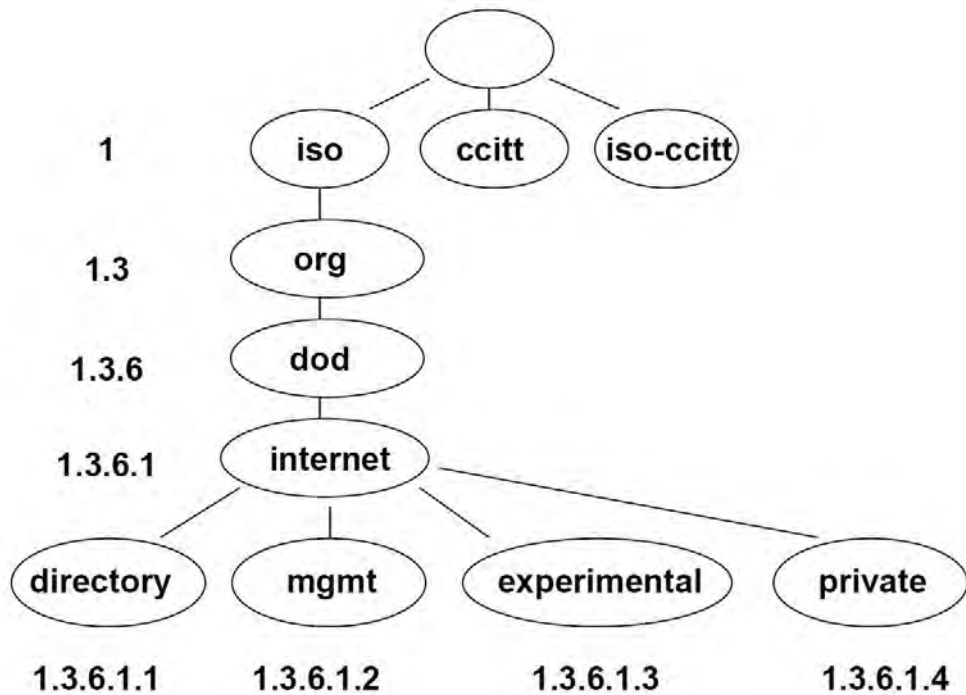 1 iso ccitt iso-ccitt
1.3 org
1.3.6 dod
1.3.6.1 internet
directory mgmt experimental private
1.3.6.1.1 1.3.6.1.2 1.3.6.1.3 1.3.6.1.4